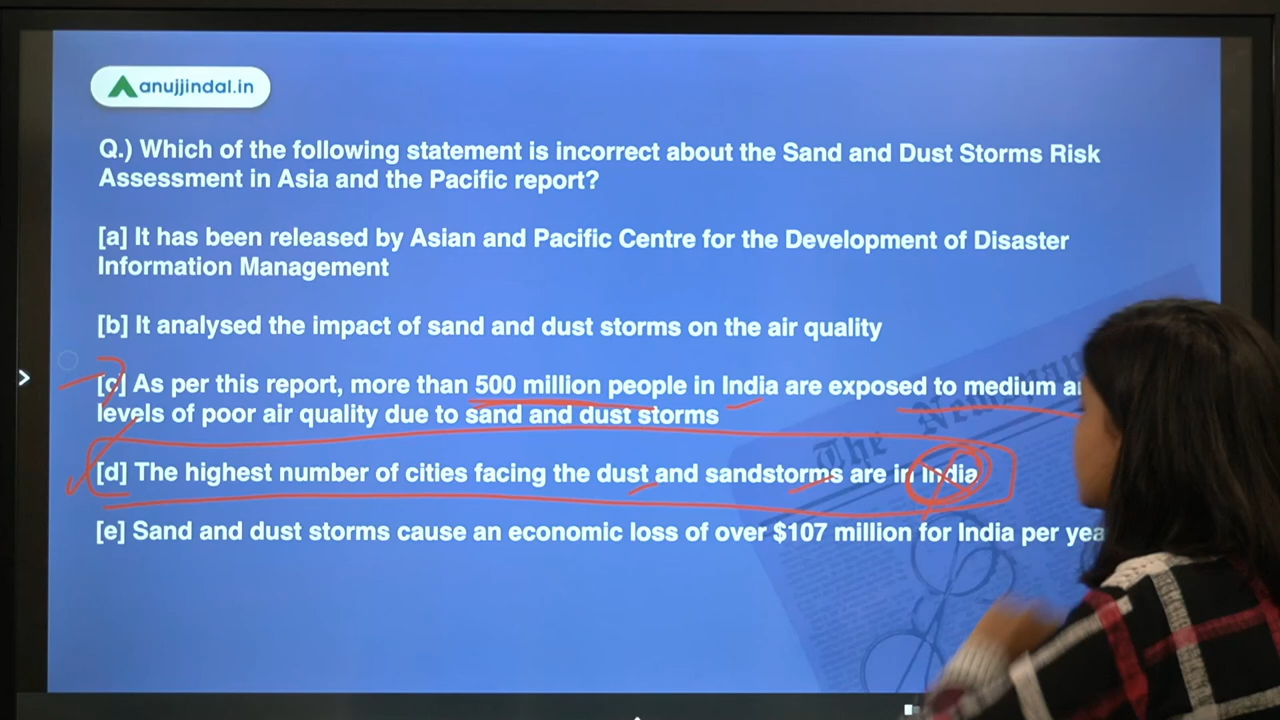 anujjindal.in
Q.) Which of the following statement is incorrect about the Sand and Dust Storms Risk
Assessment in Asia and the Pacific report?
[a] It has been released by Asian and Pacific Centre for the Development of Disaster
Information Management
[b] It analysed the impact of sand and dust storms on the air quality
[c] As per this report, more than 500 million people in India are exposed to medium
levels of poor air quality due to sand and dust storms
[d] The highest number of cities facing the dust and sandstorms are in India
[e] Sand and dust storms cause an economic loss of over $107 million for India per
The Newspap